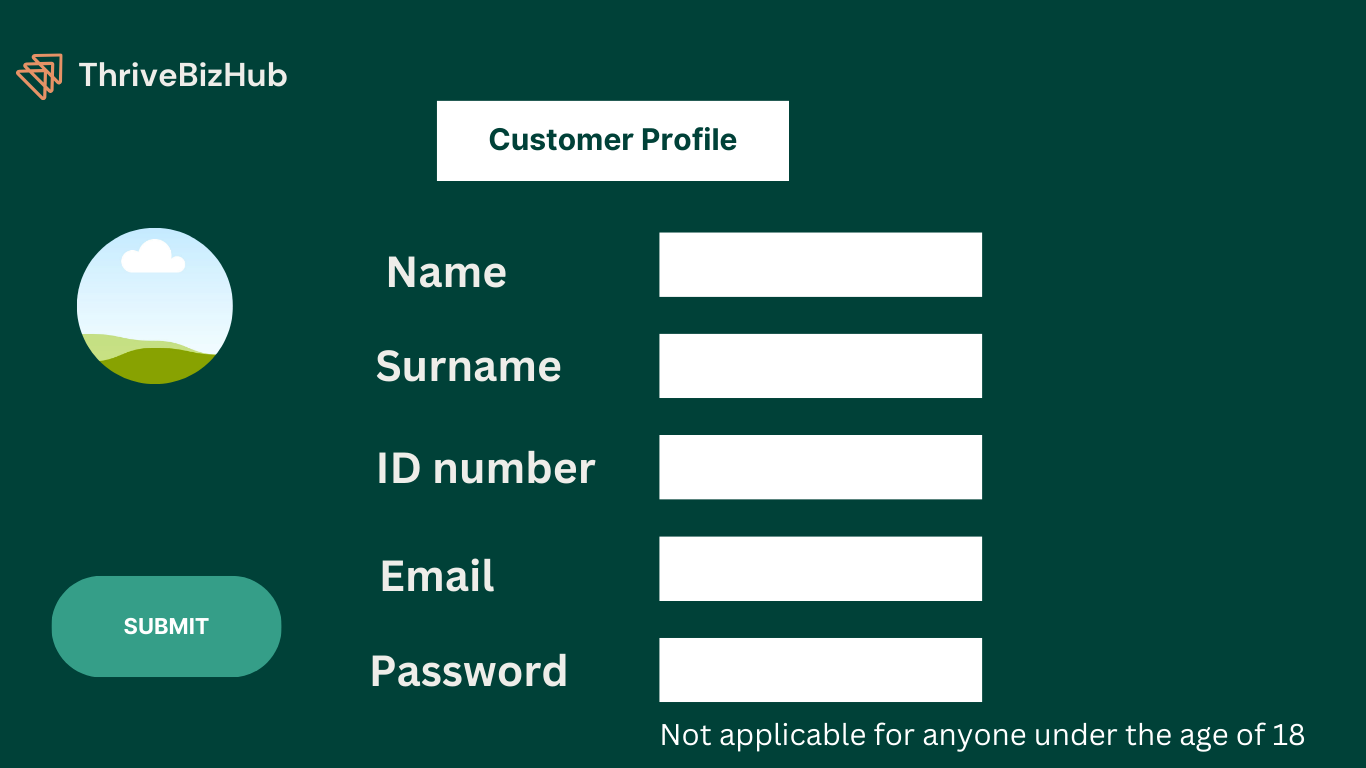 ThriveBizHub
Customer Profile
Name
Surname
ID number
Email
SUBMIT
Password
Not applicable for anyone under the age of 18